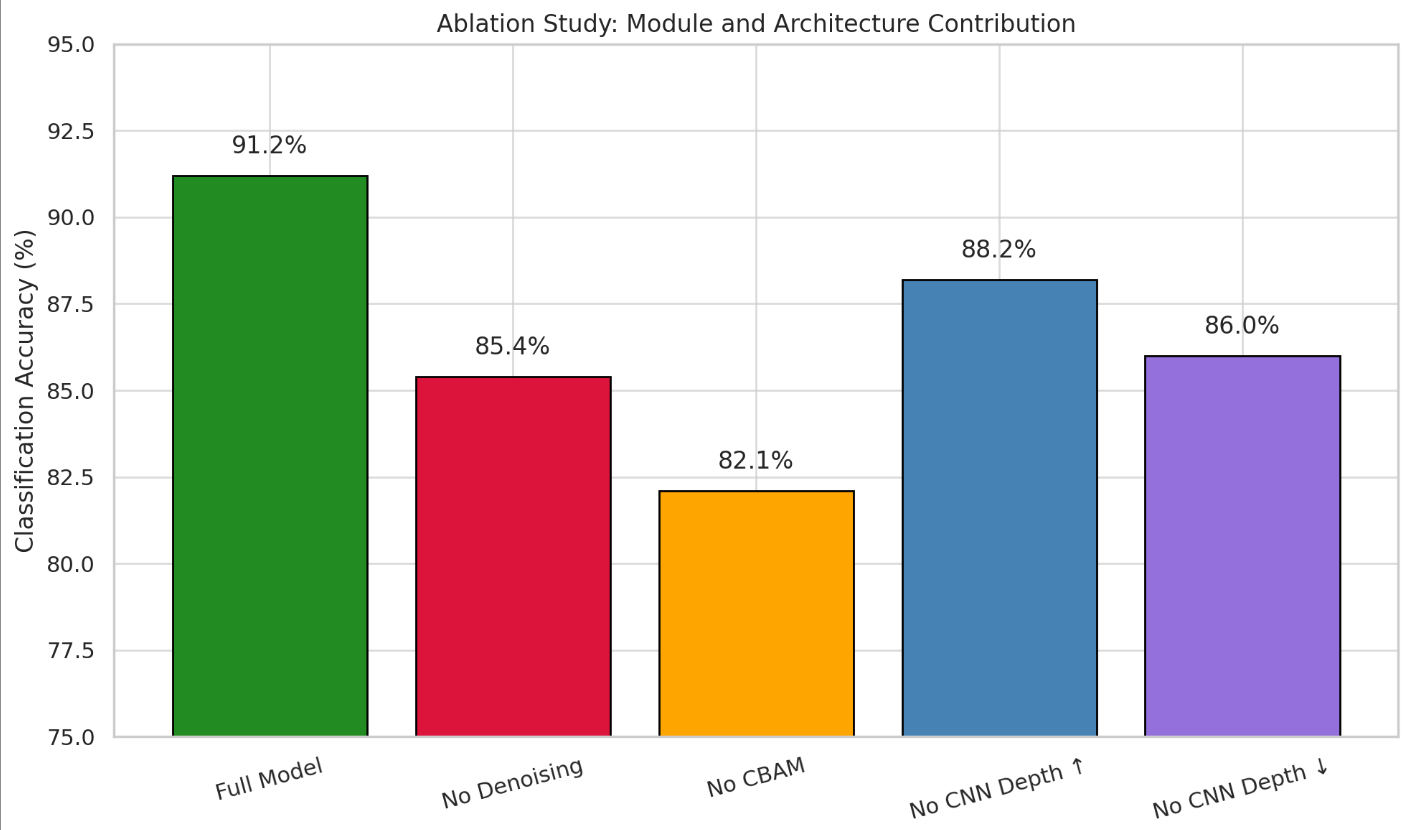 Ablation Study: Module and Architecture Contribution
95.0
92.5
90.0
87.5
85.0
82.5
80.0
77.5
75.0
Classification Accuracy (%)
91.2%
85.4%
82.1%
88.2%
86.0%
Full Model
No Denoising
No CBAM
No CNN Depth ↑
No CNN Depth ↓